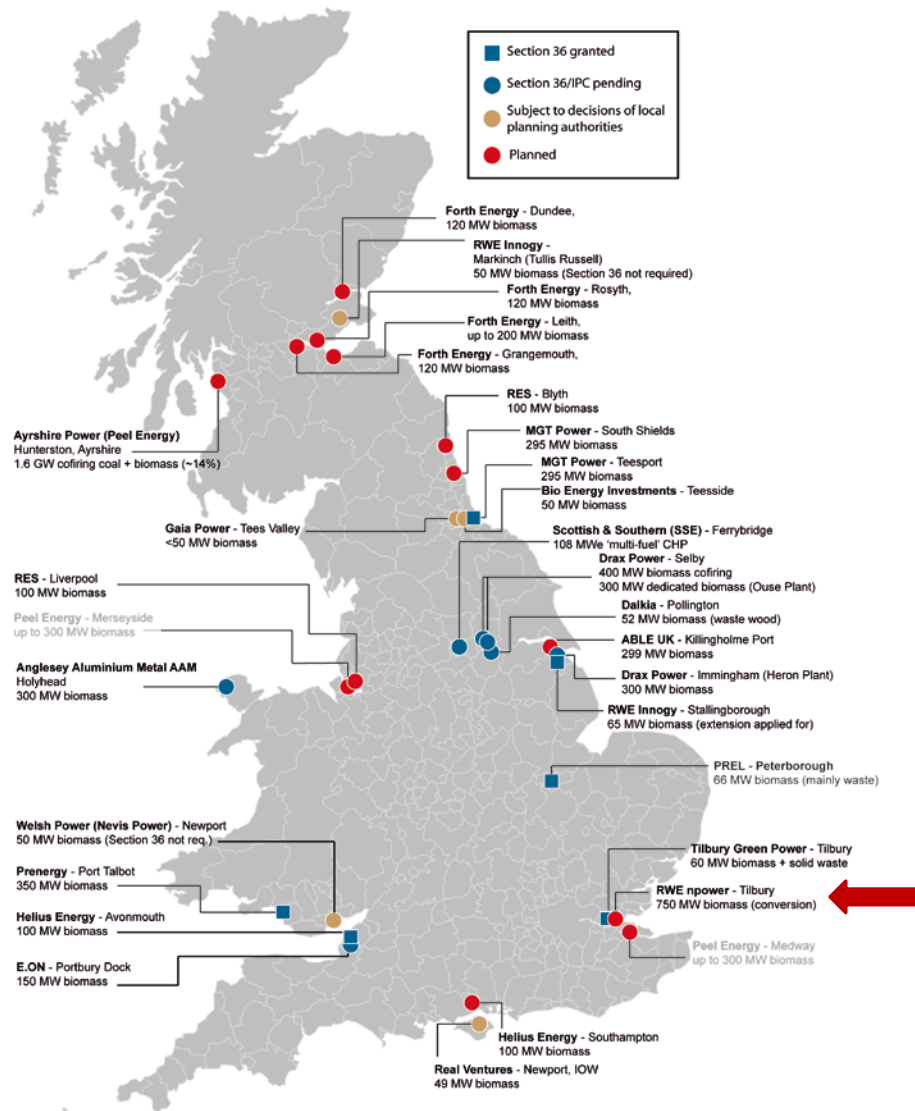 Section 36 granted
Section 36/IPC pending
Subject to decisions of local
planning authorities
Planned
Forth Energy - Dundee,
120 MW biomass
RWE Innogy -
Markinch (Tullis Russell)
50 MW biomass (Section 36 not required)
Forth Energy - Rosyth,
120 MW biomass
Forth Energy - Leith,
up to 200 MW biomass
Forth Energy - Grangemouth,
120 MW biomass
RES - Blyth
100 MW biomass
Ayrshire Power (Peel Energy)
Hunterston, Ayrshire
1.6 GW cofiring coal + biomass (~14%)
MGT Power - South Shields
295 MW biomass
MGT Power - Teesport
295 MW biomass
Bio Energy Investments - Teesside
50 MW biomass
Gaia Power - Tees Valley
<50 MW biomass
Scottish & Southern (SSE) - Ferrybridge
108 MWe 'multi-fuel' CHP
Drax Power - Selby
400 MW biomass cofiring
300 MW dedicated biomass (Ouse Plant)
RES - Liverpool
100 MW biomass
Dalkia - Pollington
52 MW biomass (waste wood)
Peel Energy - Merseyside
up to 300 MW biomass
ABLE UK - Killingholme Port
299 MW biomass
Anglesey Aluminium Metal AAM
Holyhead
300 MW biomass
Drax Power - Immingham (Heron Plant)
300 MW biomass
RWE Innogy - Stallingborough
65 MW biomass (extension applied for)
PREL - Peterborough
66 MW biomass (mainly waste)
Welsh Power (Nevis Power) - Newport
50 MW biomass (Section 36 not req.)
Tilbury Green Power - Tilbury
60 MW biomass + solid waste
Prenergy - Port Talbot
350 MW biomass
RWE npower - Tilbury
750 MW biomass (conversion)
Helius Energy - Avonmouth
100 MW biomass
Peel Energy - Medway
up to 300 MW biomass
E.ON - Portbury Dock
150 MW biomass
Helius Energy - Southampton
100 MW biomass
Real Ventures - Newport, IOW
49 MW biomass